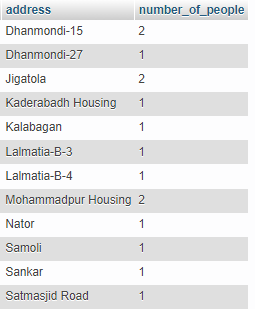 address number_of_people
Dhanmondi-15 2
Dhanmondi-27 1
Jigatola 2
Kaderabadh Housing 1
Kalabagan 1
Lalmatia-B-3 1
Lalmatia-B-4 1
Mohammadpur Housing 2
Nator 1
Samoli 1
Sankar 1
Satmasjid Road 1